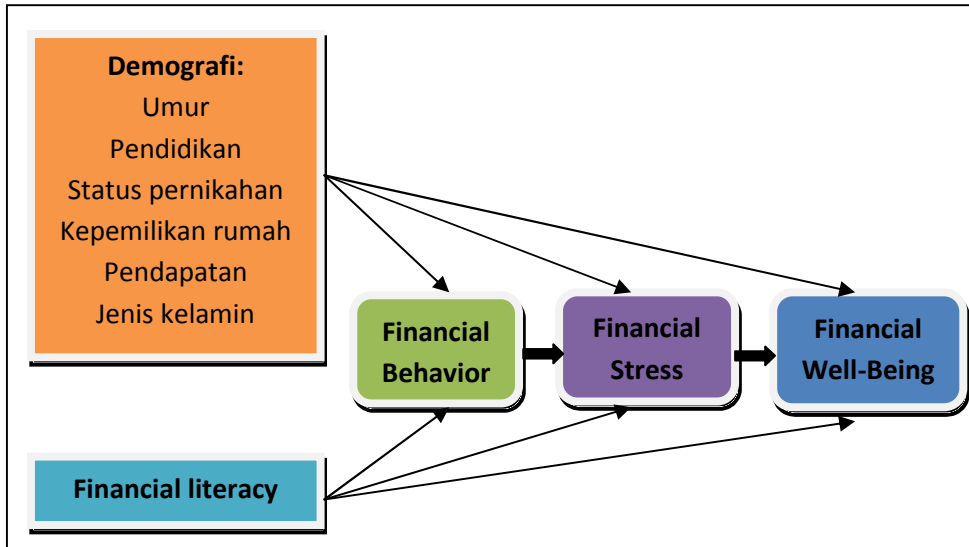 Demografi:
Umur
Pendidikan
Status pernikahan
Kepemilikan rumah
Pendapatan
Jenis kelamin
Financial
Behavior
Financial
Stress
Financial
Well-Being
Financial literacy